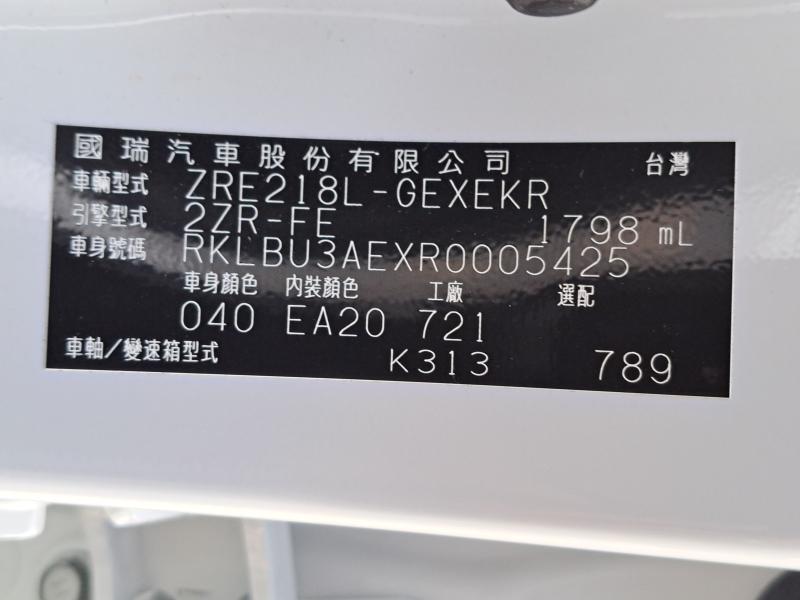 國瑞汽車股份有限公司 台灣
車輛型式 ZRE218L-GEXEKR
引擎型式 2ZR-FE 1798 mL
車身號碼 RKLBU3AEXR0005425
車身顏色 內裝顏色 工廠 選配
040 EA20 721
車軸/變速箱型式 K313 789